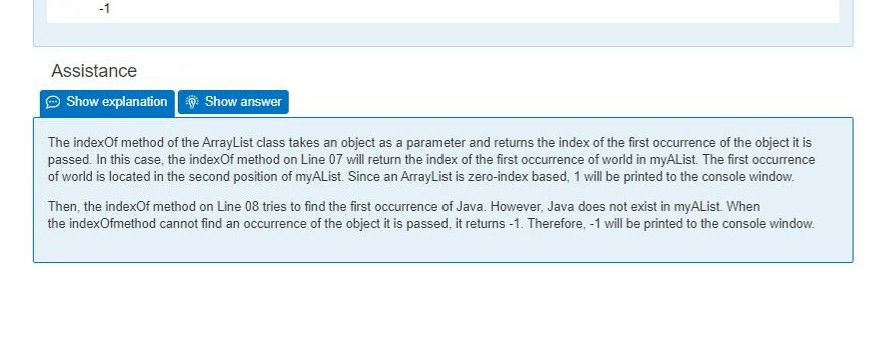 -1
Assistance
Show explanation Show answer
The indexOf method of the ArrayList class takes an object as a parameter and returns the index of the first occurrence of the object it is
passed. In this case, the indexOf method on Line 07 will return the index of the first occurrence of world in myAList. The first occurrence
of world is located in the second position of myAList. Since an ArrayList is zero-index based, 1 will be printed to the console window.
Then, the indexOf method on Line 08 tries to find the first occurrence of Java. However, Java does not exist in myAList. When
the indexOfmethod cannot find an occurrence of the object it is passed, it returns -1. Therefore, -1 will be printed to the console window.